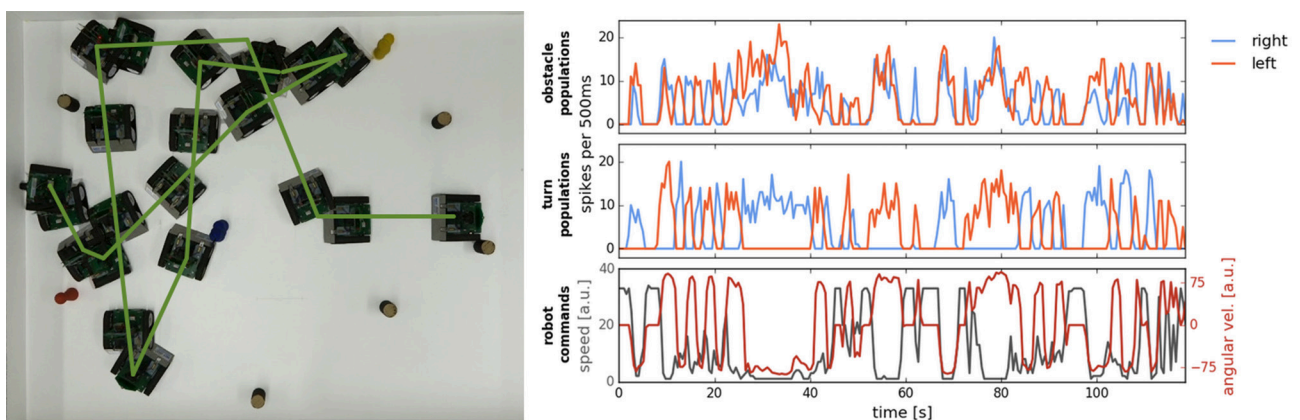 20
10
0
obstacle
populations
right
left
20
10
0
turn
populations
spikes per 500ms
40
20
0
robot
commands
speed [a.u.]
75
0
−75
angular vel. [a.u.]
0
20
40
60
80
100
time [s]